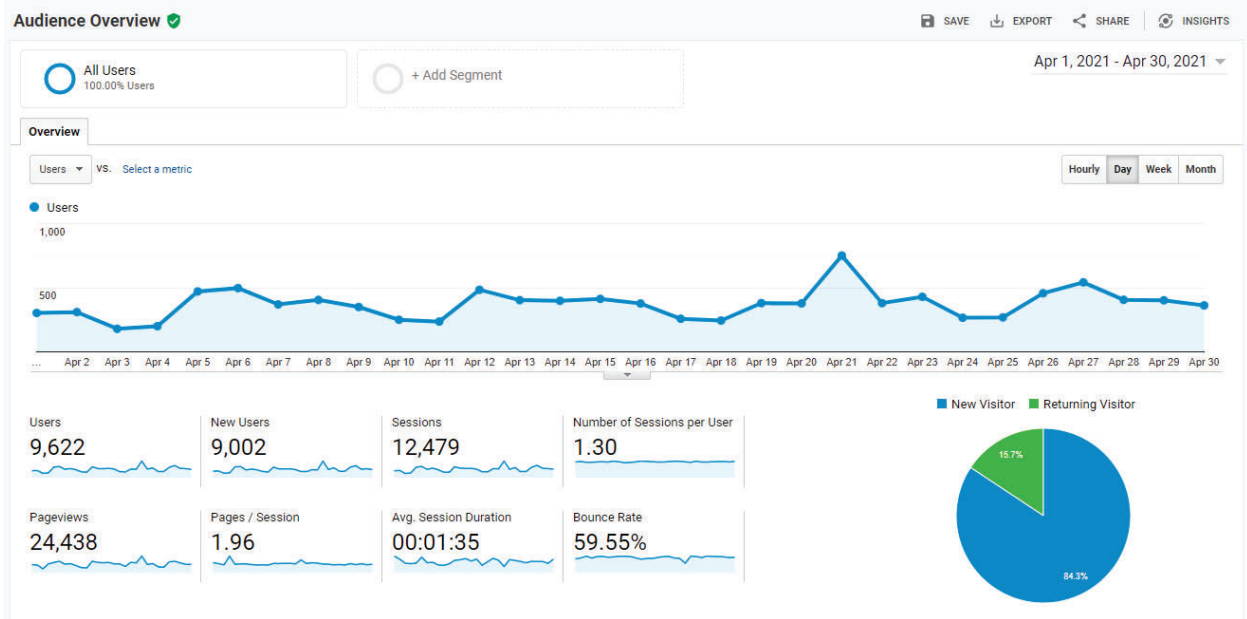 Audience Overview
SAVE EXPORT SHARE INSIGHTS
All Users
100.00% Users
+ Add Segment
Apr 1, 2021 - Apr 30, 2021
Overview
Users VS. Select a metric
Hourly Day Week Month
Users
1,000
500
... Apr 2 Apr 3 Apr 4 Apr 5 Apr 6 Apr 7 Apr 8 Apr 9 Apr 10 Apr 11 Apr 12 Apr 13 Apr 14 Apr 15 Apr 16 Apr 17 Apr 18 Apr 19 Apr 20 Apr 21 Apr 22 Apr 23 Apr 24 Apr 25 Apr 26 Apr 27 Apr 28 Apr 29 Apr 30
New Visitor Returning Visitor
Users
9,622
New Users
9,002
Sessions
12,479
Number of Sessions per User
1.30
Pageviews
24,438
Pages / Session
1.96
Avg. Session Duration
00:01:35
Bounce Rate
59.55%
15.7%
84.3%